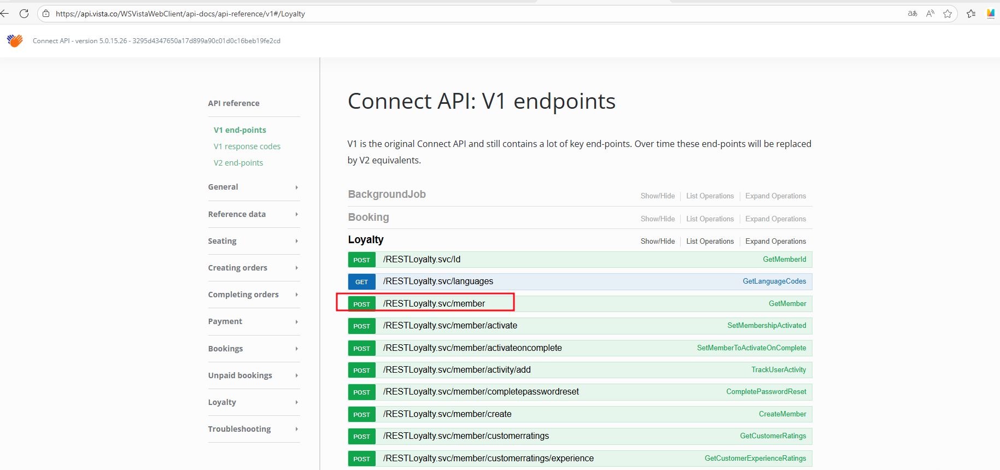 https://api.vista.co/WSVistaWebClient/api-docs/api-reference/v1#/Loyalty
Connect API - version 5.0.15.26 - 3295d4347650a17d899a90c01d0c16beb19fe2cd
API reference
V1 end-points
V1 response codes
V2 end-points
General
Reference data
Seating
Creating orders
Completing orders
Payment
Bookings
Unpaid bookings
Loyalty
Troubleshooting
Connect API: V1 endpoints
V1 is the original Connect API and still contains a lot of key end-points. Over time these end-points will be replaced
by V2 equivalents.
BackgroundJob Show/Hide List Operations Expand Operations
Booking Show/Hide List Operations Expand Operations
Loyalty Show/Hide List Operations Expand Operations
POST /RESTLoyalty.svc/Id GetMemberId
GET /RESTLoyalty.svc/languages GetLanguageCodes
POST /RESTLoyalty.svc/member GetMember
POST /RESTLoyalty.svc/member/activate SetMembershipActivated
POST /RESTLoyalty.svc/member/activateoncomplete SetMemberToActivateOnComplete
POST /RESTLoyalty.svc/member/activity/add TrackUserActivity
POST /RESTLoyalty.svc/member/completepasswordreset CompletePasswordReset
POST /RESTLoyalty.svc/member/create CreateMember
POST /RESTLoyalty.svc/member/customerratings GetCustomerRatings
POST /RESTLoyalty.svc/member/customerratings/experience GetCustomerExperienceRatings